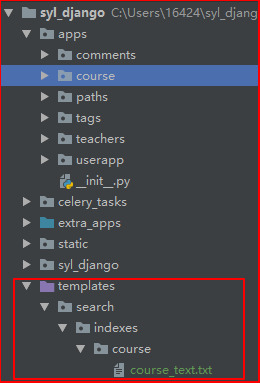 syl_django C:\Users\16424\syl_djang
apps
comments
course
paths
tags
teachers
userapp
__init__.py
celery_tasks
extra_apps
static
syl_django
templates
search
indexes
course
course_text.txt